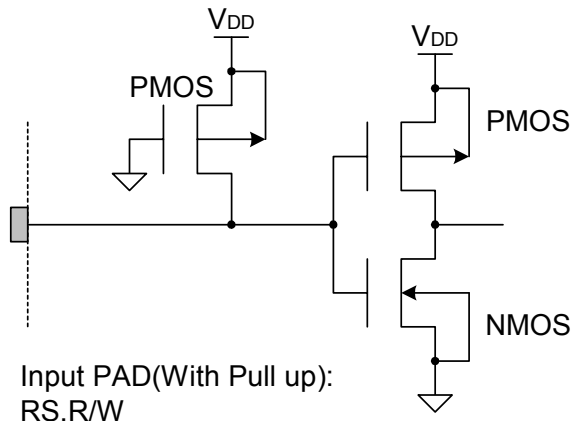 VDD
VDD
PMOS
PMOS
NMOS
Input PAD(With Pull up):
RS,R/W